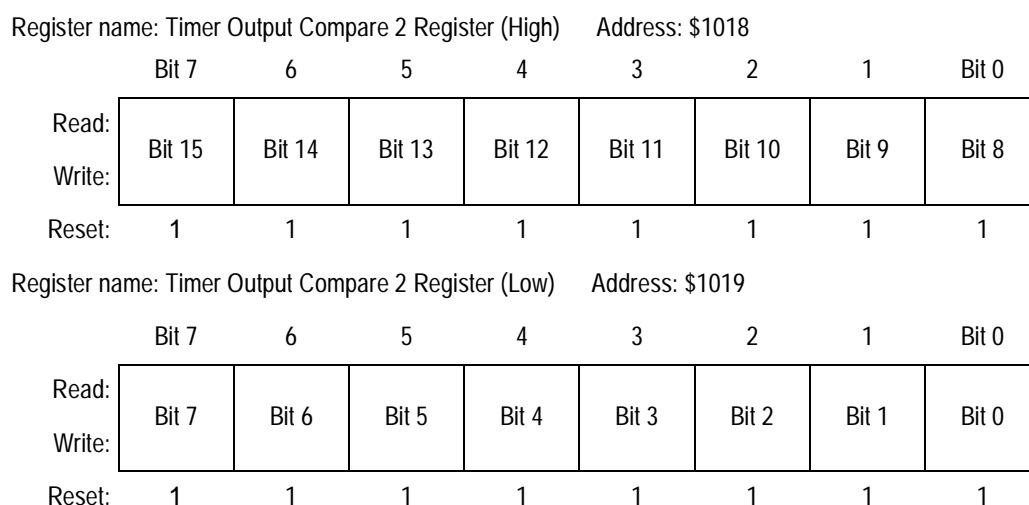 Register name: Timer Output Compare 2 Register (High) Address: $1018
Bit 7 6 5 4 3 2 1 Bit 0
Read:
Bit 15 Bit 14 Bit 13 Bit 12 Bit 11 Bit 10 Bit 9 Bit 8
Write:
Reset: 1 1 1 1 1 1 1 1
Register name: Timer Output Compare 2 Register (Low) Address: $1019
Bit 7 6 5 4 3 2 1 Bit 0
Read:
Bit 7 Bit 6 Bit 5 Bit 4 Bit 3 Bit 2 Bit 1 Bit 0
Write:
Reset: 1 1 1 1 1 1 1 1